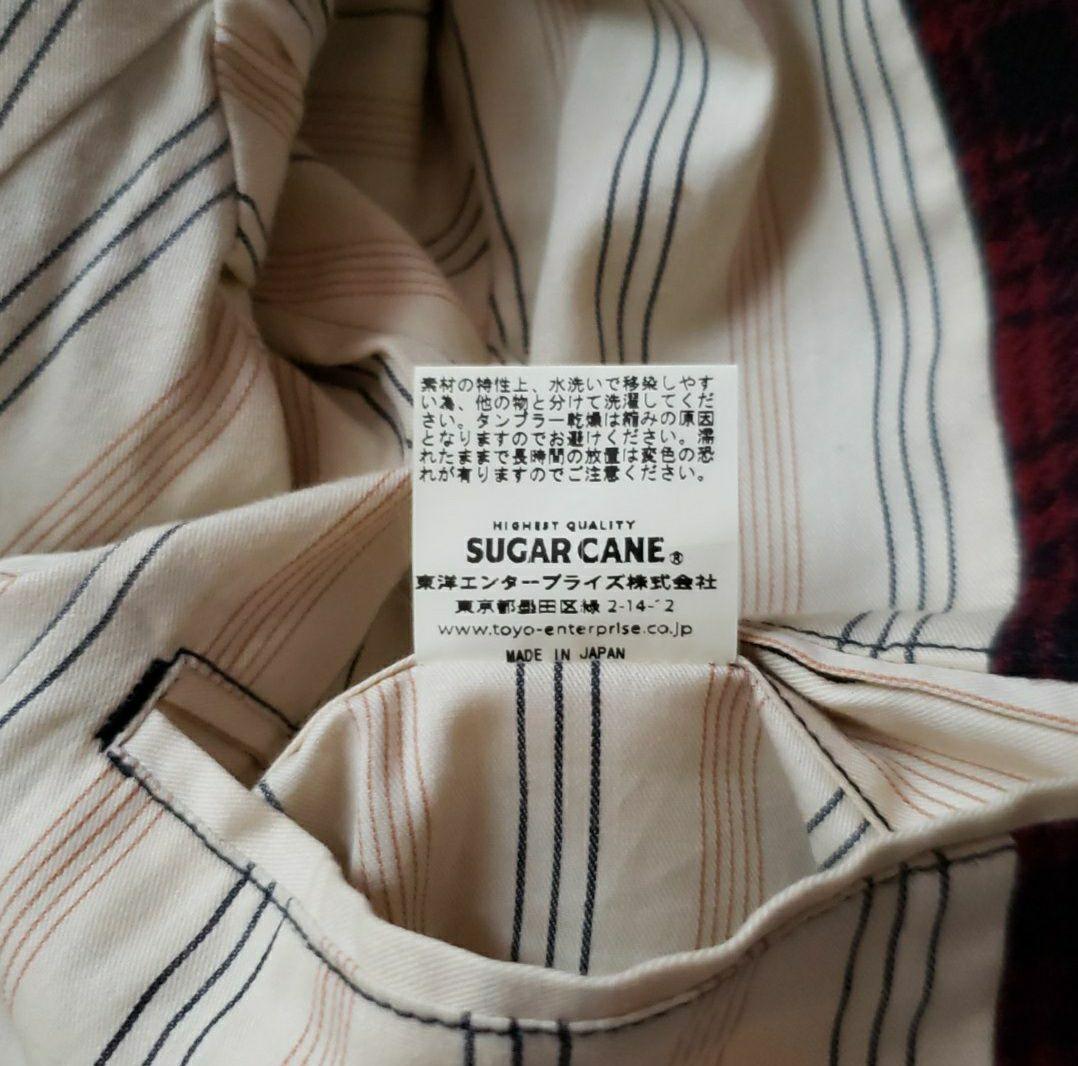 素材の特性上、水洗いで移染しやす
い為、他の物と分けて洗濯してくだ
さい。タンブラー乾燥は縮みの原因
となりますのでお避けください。濡
れたままで長時間の放置は変色の恐
れが有りますのでご注意ください。
HIGHEST QUALITY
SUGAR CANE®
東洋エンタープライズ株式会社
東京都墨田区緑 2-14-12
www.toyo-enterprise.co.jp
MADE IN JAPAN